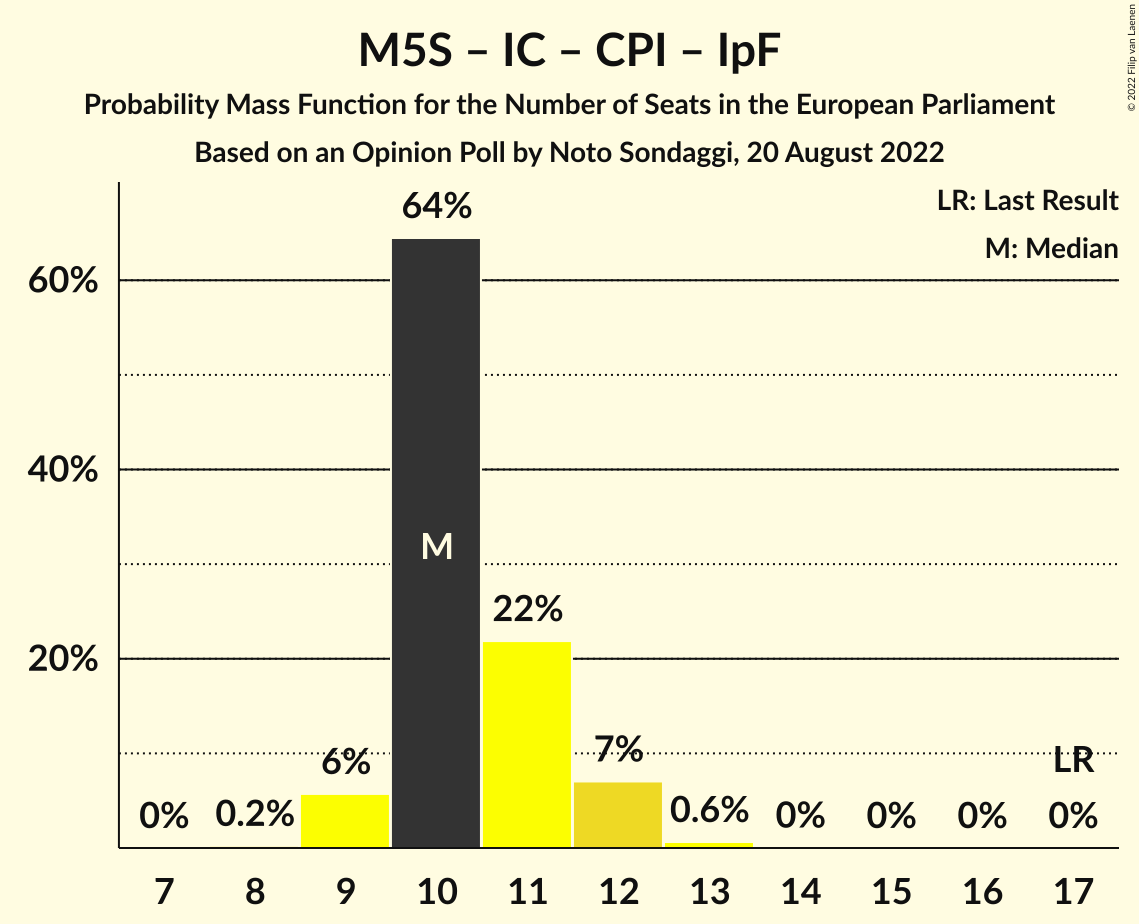 M5S – IC – CPI – IpF
Probability Mass Function for the Number of Seats in the European Parliament
Based on an Opinion Poll by Noto Sondaggi, 20 August 2022
© 2022 Filip van Laenen
LR: Last Result
M: Median
60%
40%
20%
0%
0.2%
6%
64%
M
22%
7%
0.6%
0%
0%
0%
LR
0%
7 8 9 10 11 12 13 14 15 16 17